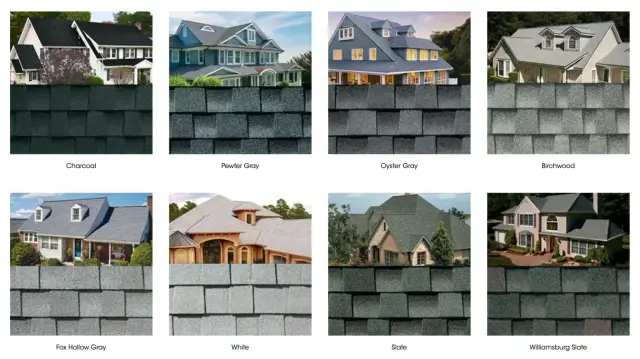 Charcoal
Pewter Gray
Oyster Gray
Birchwood
Fox Hollow Gray
White
Slate
Williamsburg Slate